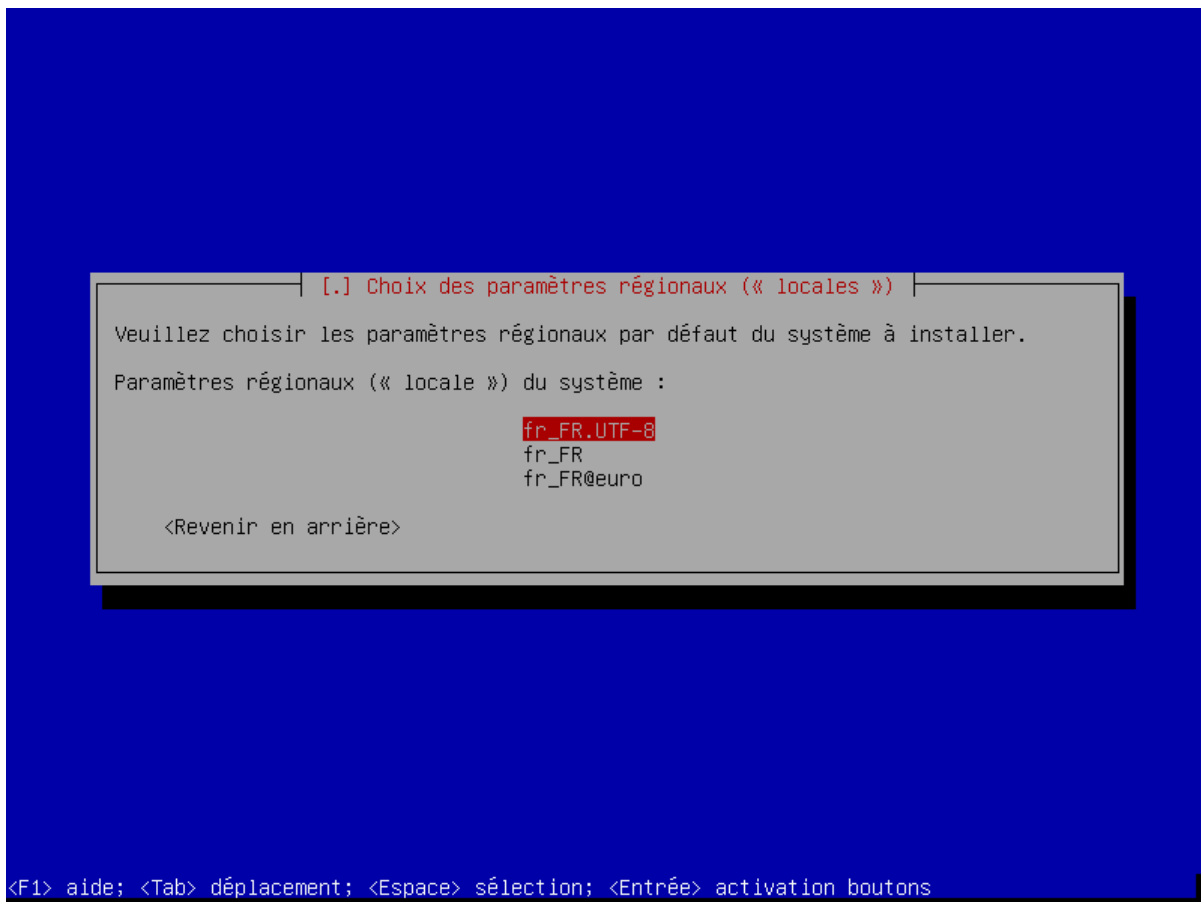 [.] Choix des paramètres régionaux (« locales »)
Veuillez choisir les paramètres régionaux par défaut du système à installer.
Paramètres régionaux (« locale ») du système :
fr_FR.UTF-8
fr_FR
fr_FR@euro
<Revenir en arrière>
<F1> aide; <Tab> déplacement; <Espace> sélection; <Entrée> activation boutons